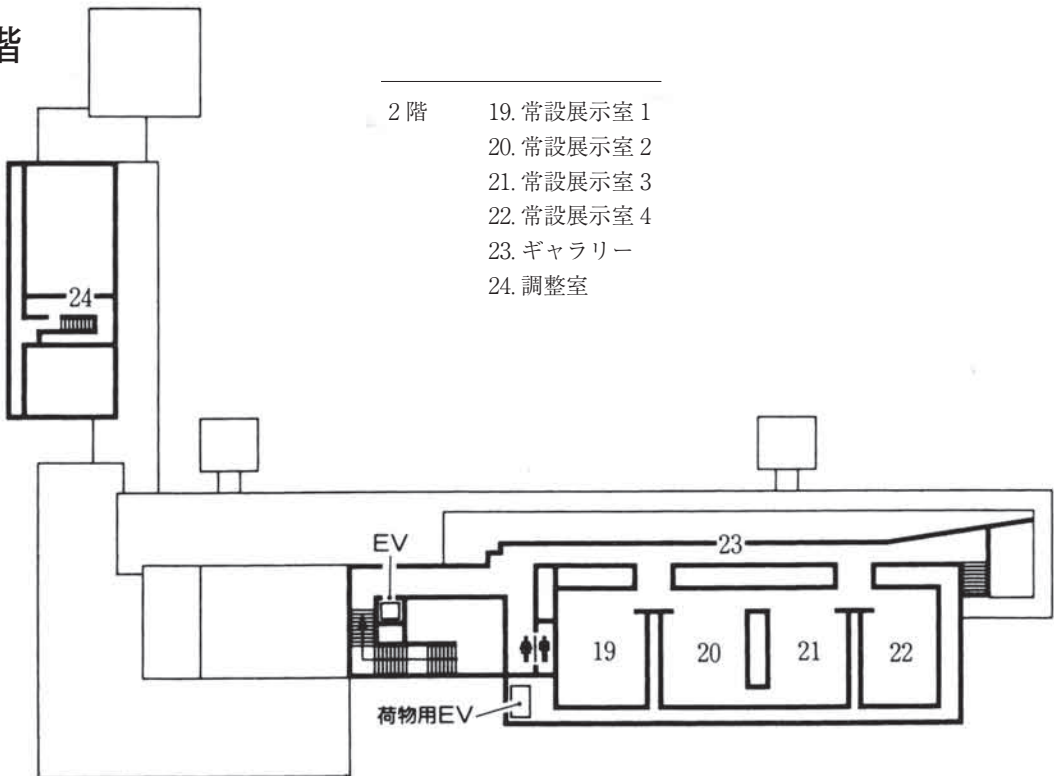 階
2階 19. 常設展示室 1
20. 常設展示室 2
21. 常設展示室 3
22. 常設展示室 4
23. ギャラリー
24. 調整室
24
EV
23
19
20
21
22
荷物用EV